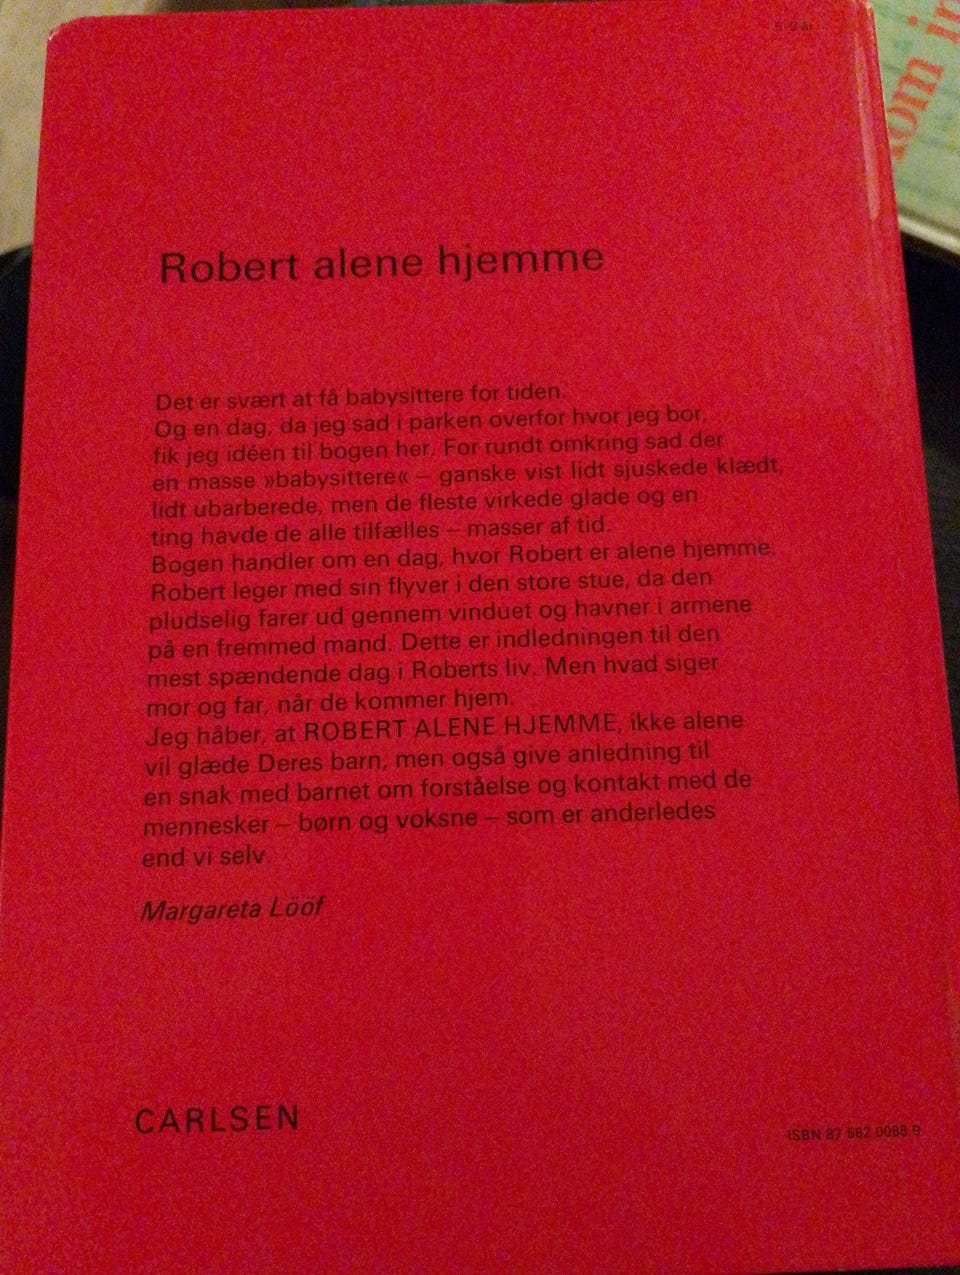 Robert alene hjemme
Det er svært at få babysittere for tiden.
Og en dag, da jeg sad i parken overfor hvor jeg bor,
fik jeg idéen til bogen her. For rundt omkring sad der
en masse »babysittere« – ganske vist lidt sjuskede klædt,
lidt ubarberede, men de fleste virkede glade og en
ting havde de alle tilfælles – masser af tid.
Bogen handler om en dag, hvor Robert er alene hjemme.
Robert leger med sin flyver i den store stue, da den
pludselig farer ud gennem vinduet og havner i armene
på en fremmed mand. Dette er indledningen til den
mest spændende dag i Roberts liv. Men hvad siger
mor og far, når de kommer hjem.
Jeg håber, at ROBERT ALENE HJEMME, ikke alene
vil glæde Deres barn, men også give anledning til
en snak med barnet om forståelse og kontakt med de
mennesker – børn og voksne – som er anderledes
end vi selv.
Margareta Lööf
CARLSEN
ISBN 87 562 0088 9